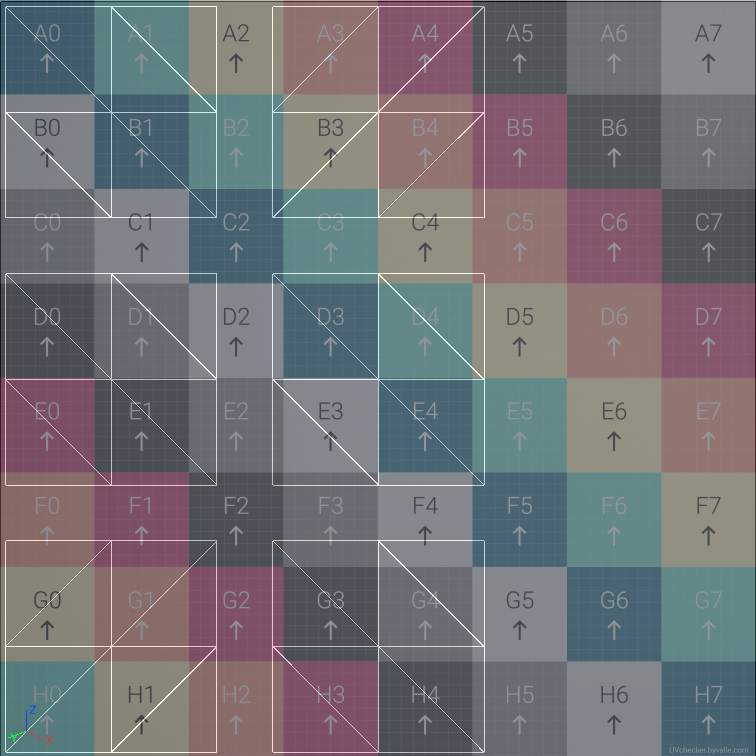 A0 A1 A2 A3 A4 A5 A6 A7
B0 B1 B2 B3 B4 B5 B6 B7
C0 C1 C2 C3 C4 C5 C6 C7
D0 D1 D2 D3 D4 D5 D6 D7
E0 E1 E2 E3 E4 E5 E6 E7
F0 F1 F2 F3 F4 F5 F6 F7
G0 G1 G2 G3 G4 G5 G6 G7
H0 H1 H2 H3 H4 H5 H6 H7
Z
Y X
UVchecker.byvalle.com